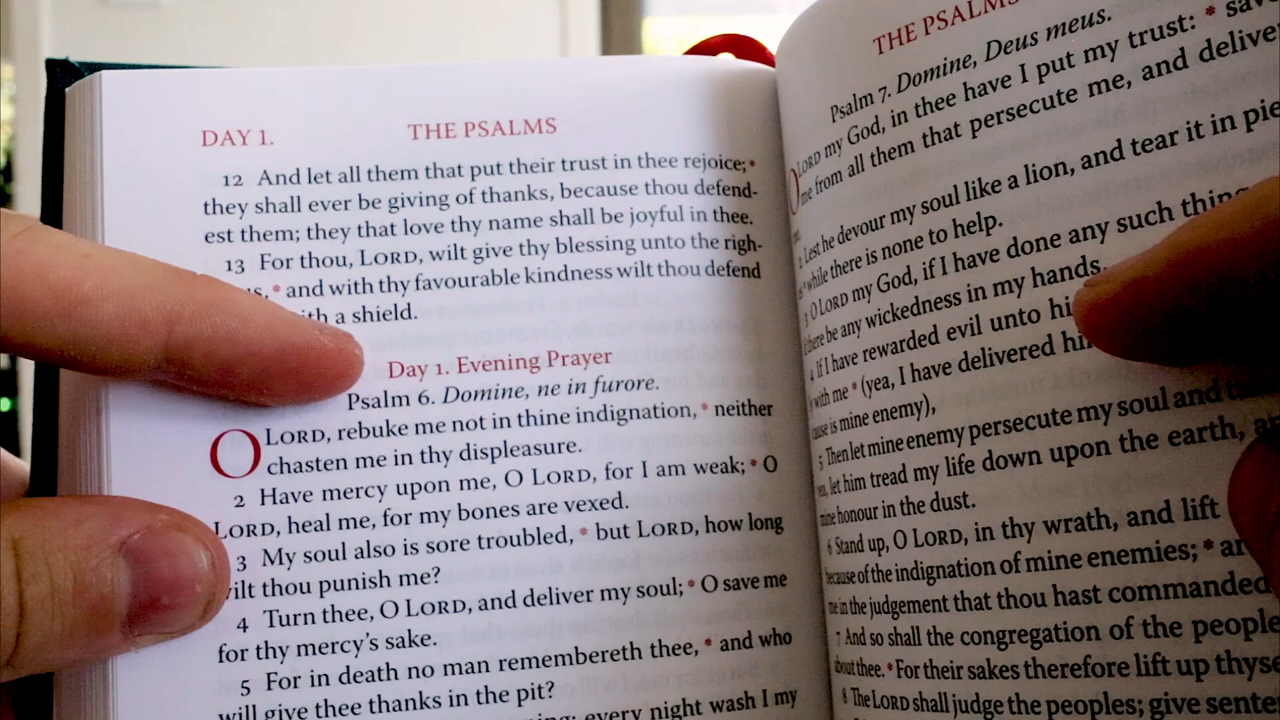 DAY 1. THE PSALMS
12 And let all them that put their trust in thee rejoice; *
they shall ever be giving of thanks, because thou defend-
est them; they that love thy name shall be joyful in thee.
13 For thou, LORD, wilt give thy blessing unto the righ-
* and with thy favourable kindness wilt thou defend
a shield.
Day 1. Evening Prayer
Psalm 6. Domine, ne in furore.
O LORD, rebuke me not in thine indignation, * neither
chasten me in thy displeasure.
2 Have mercy upon me, O LORD, for I am weak; * O
LORD, heal me, for my bones are vexed.
3 My soul also is sore troubled, * but LORD, how long
wilt thou punish me?
4 Turn thee, O LORD, and deliver my soul; * O save me
for thy mercy's sake.
5 For in death no man remembereth thee, * and who
will give thee thanks in the pit?
every night wash I my
THE PSALMS
Psalm 7. Domine, Deus meus.
O LORD my God, in thee have I put my trust: * save
me from all them that persecute me, and deliver
2 Lest he devour my soul like a lion, and tear it in
* while there is none to help.
3 O LORD my God, if I have done any such thing
there be any wickedness in my hands,
4 If I have rewarded evil unto
with me * (yea, I have delivered
is mine enemy),
5 Then let mine enemy persecute my soul and
let him tread my life down upon the earth,
mine honour in the dust.
6 Stand up, O LORD, in thy wrath, and lift
because of the indignation of mine enemies; *
me in the judgement that thou hast commanded
7 And so shall the congregation of the people
about thee. * For their sakes therefore lift up
8 The LORD shall judge the peoples; give